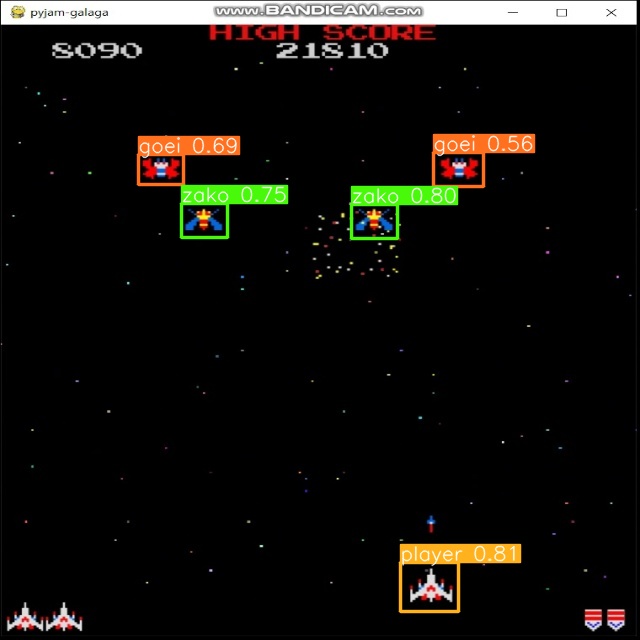 pyjam-galaga
www.BANDICAM.com
HIGH SCORE
8090 21810
goei 0.69
goei 0.56
zako 0.75
zako 0.80
player 0.81